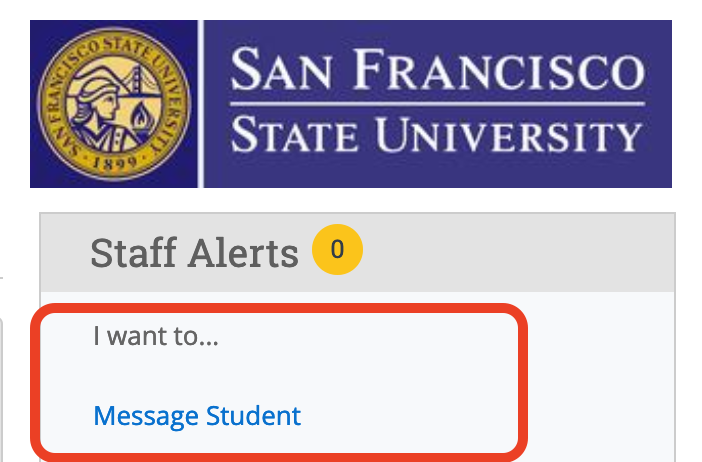 SAN FRANCISCO STATE UNIVERSITY
1899
SAN FRANCISCO
STATE UNIVERSITY
Staff Alerts 0
I want to...
Message Student